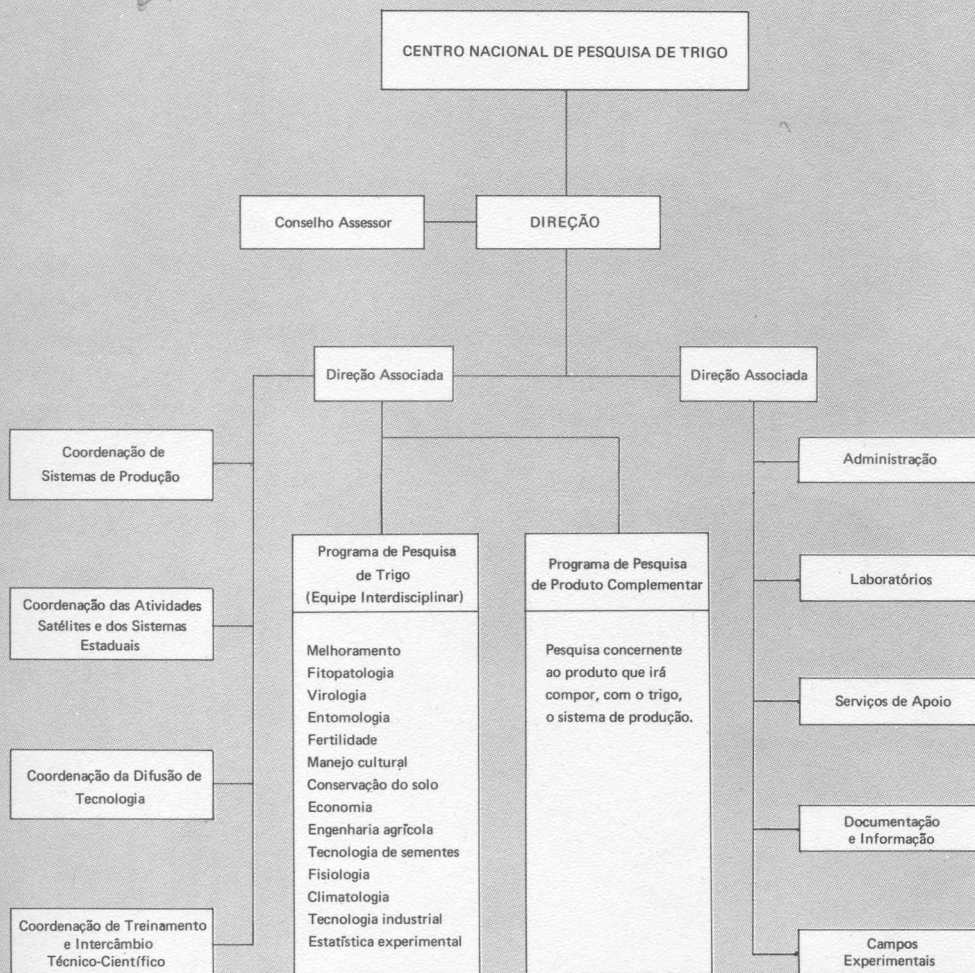 CENTRO NACIONAL DE PESQUISA DE TRIGO
Conselho Assessor
DIREÇÃO
Direção Associada
Direção Associada
Coordenação de
Sistemas de Produção
Coordenação das Atividades
Satélites e dos Sistemas
Estaduais
Coordenação da Difusão de
Tecnologia
Coordenação de Treinamento
e Intercâmbio
Técnico-Científico
Programa de Pesquisa
de Trigo
(Equipe Interdisciplinar)
Melhoramento
Fitopatologia
Virologia
Entomologia
Fertilidade
Manejo cultural
Conservação do solo
Economia
Engenharia agrícola
Tecnologia de sementes
Fisiologia
Climatologia
Tecnologia industrial
Estatística experimental
Programa de Pesquisa
de Produto Complementar
Pesquisa concernente
ao produto que irá
compor, com o trigo,
o sistema de produção.
Administração
Laboratórios
Serviços de Apoio
Documentação
e Informação
Campos
Experimentais